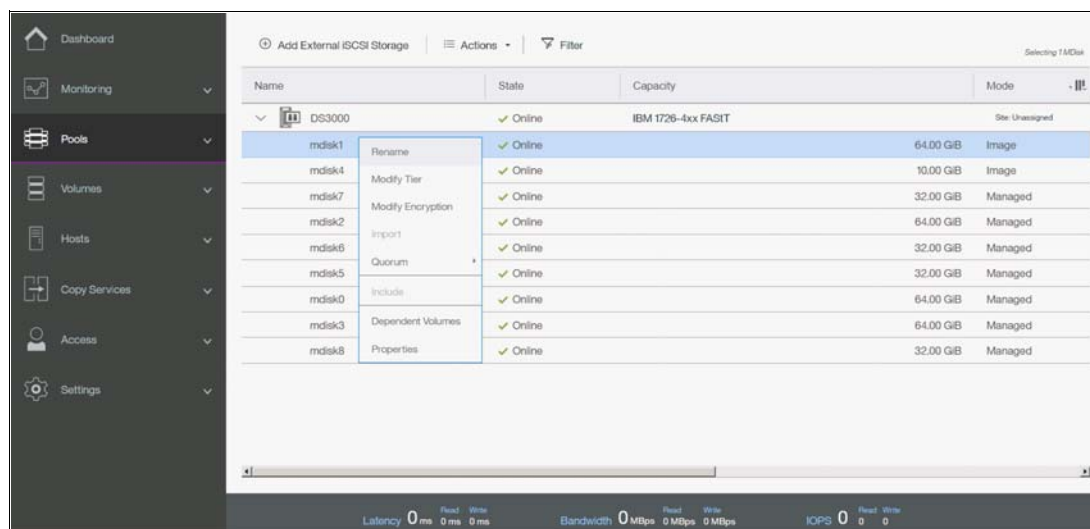 Dashboard
Monitoring
Pools
Volumes
Hosts
Copy Services
Access
Settings
Add External iSCSI Storage Actions Filter
Selecting 1 MDisk
Name State Capacity Mode
DS3000 Online IBM 1726-4xx FAStT Site: Unassigned
mdisk1 Online 64.00 GiB Image
mdisk4 Online 10.00 GiB Image
mdisk7 Online 32.00 GiB Managed
mdisk2 Online 64.00 GiB Managed
mdisk6 Online 32.00 GiB Managed
mdisk5 Online 32.00 GiB Managed
mdisk0 Online 64.00 GiB Managed
mdisk3 Online 64.00 GiB Managed
mdisk8 Online 32.00 GiB Managed
Rename
Modify Tier
Modify Encryption
Import
Quorum
Include
Dependent Volumes
Properties
Latency 0 ms Read 0 ms Write 0 ms Bandwidth 0 MBps Read 0 MBps Write 0 MBps IOPS 0 Read 0 Write 0